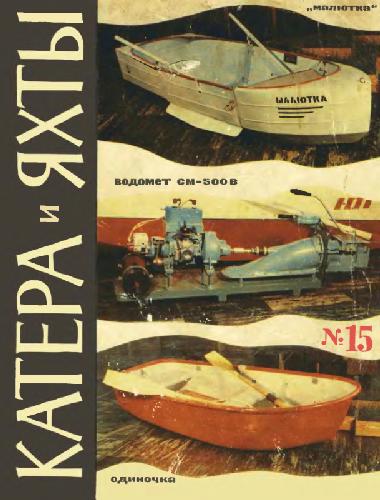 КАТЕРА и ЯХТЫ
„малютка“
МАЛЮТКА
водомет см-500в
№15
одиночка